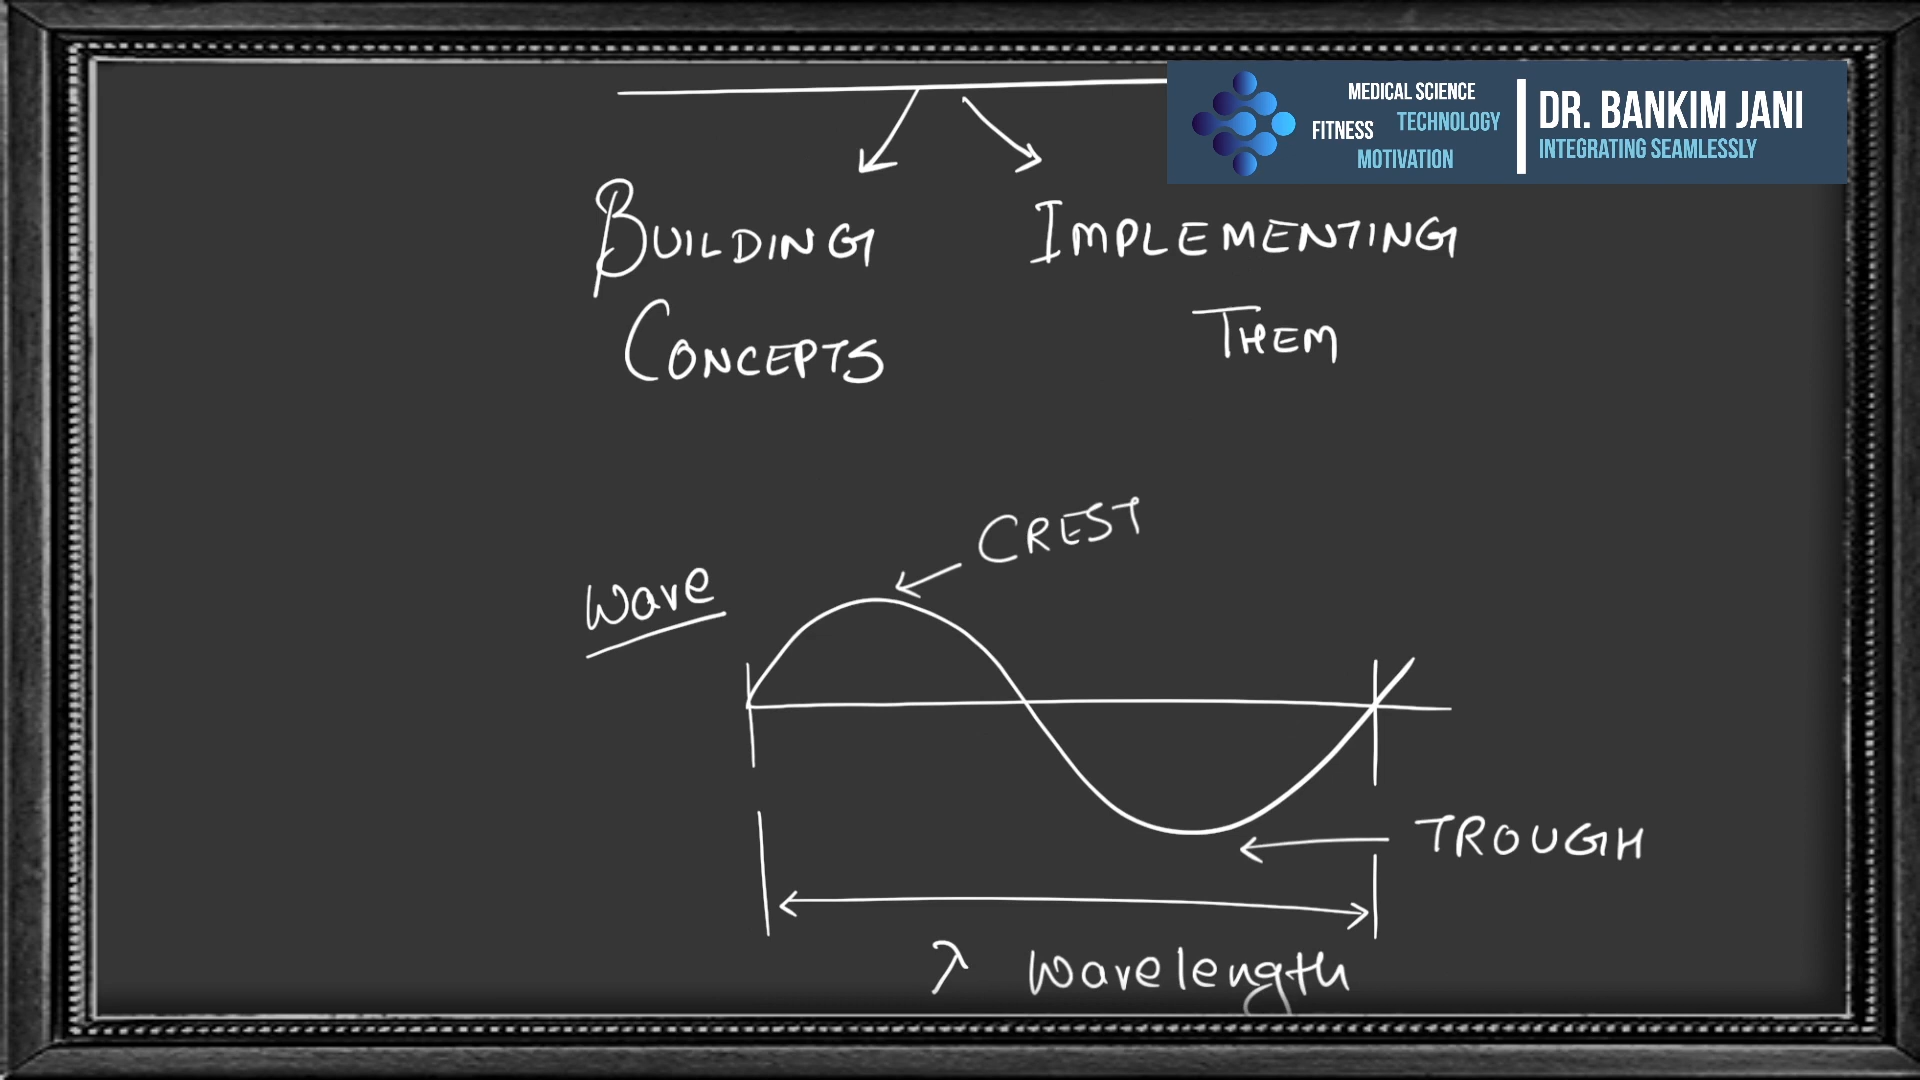 MEDICAL SCIENCE
FITNESS TECHNOLOGY
MOTIVATION
DR. BANKIM JANI
INTEGRATING SEAMLESSLY
BUILDING
CONCEPTS
IMPLEMENTING
THEM
Wave
CREST
TROUGH
λ wavelength